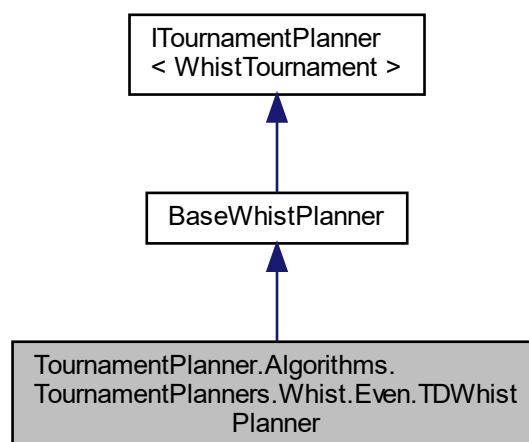 ITournamentPlanner
< WhistTournament >
BaseWhistPlanner
TournamentPlanner.Algorithms.
TournamentPlanners.Whist.Even.TDWhist
Planner